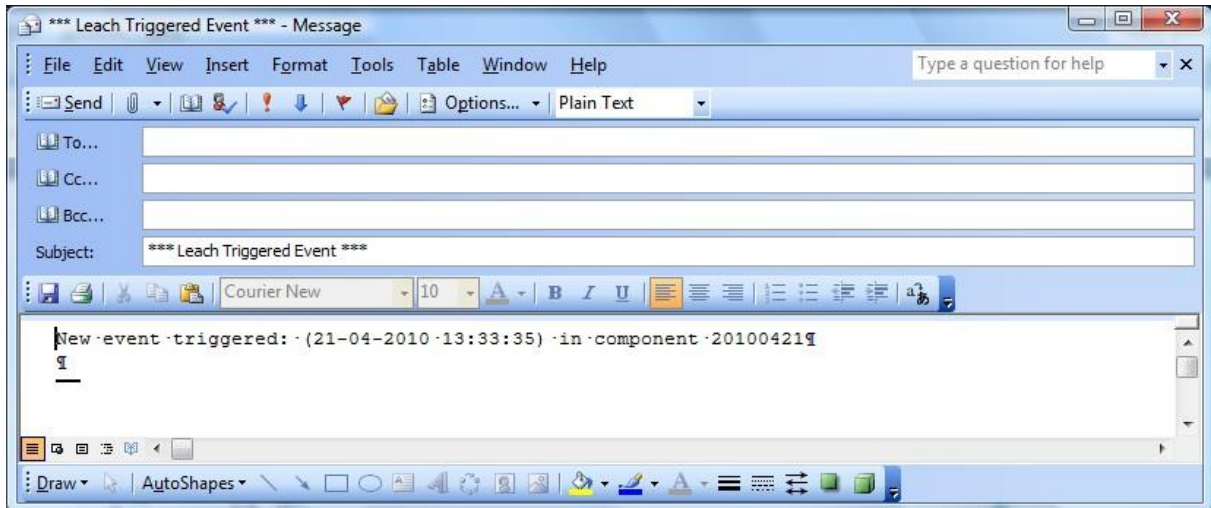 *** Leach Triggered Event *** - Message
File Edit View Insert Format Tools Table Window Help
Type a question for help
Send Options... Plain Text
To...
Cc...
Bcc...
Subject: *** Leach Triggered Event ***
Courier New 10 A B I U
New event triggered: (21-04-2010 13:33:35) in component 20100421¶
¶
Draw AutoShapes A